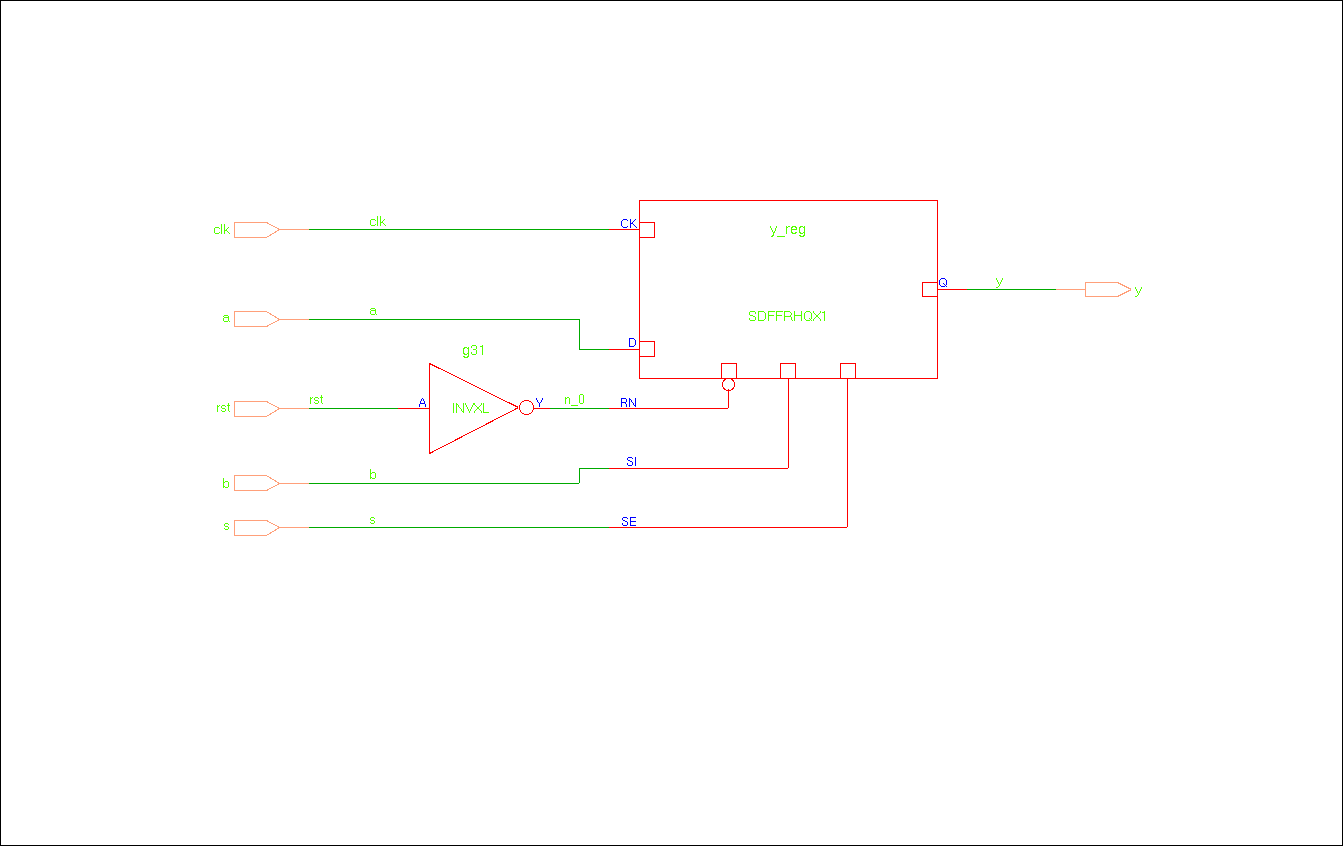 clk
clk
CK
y_reg
Q
y
y
a
a
SDFFRHQX1
D
g31
rst
rst
A
INVXL
Y
n_0
RN
b
b
SI
s
s
SE